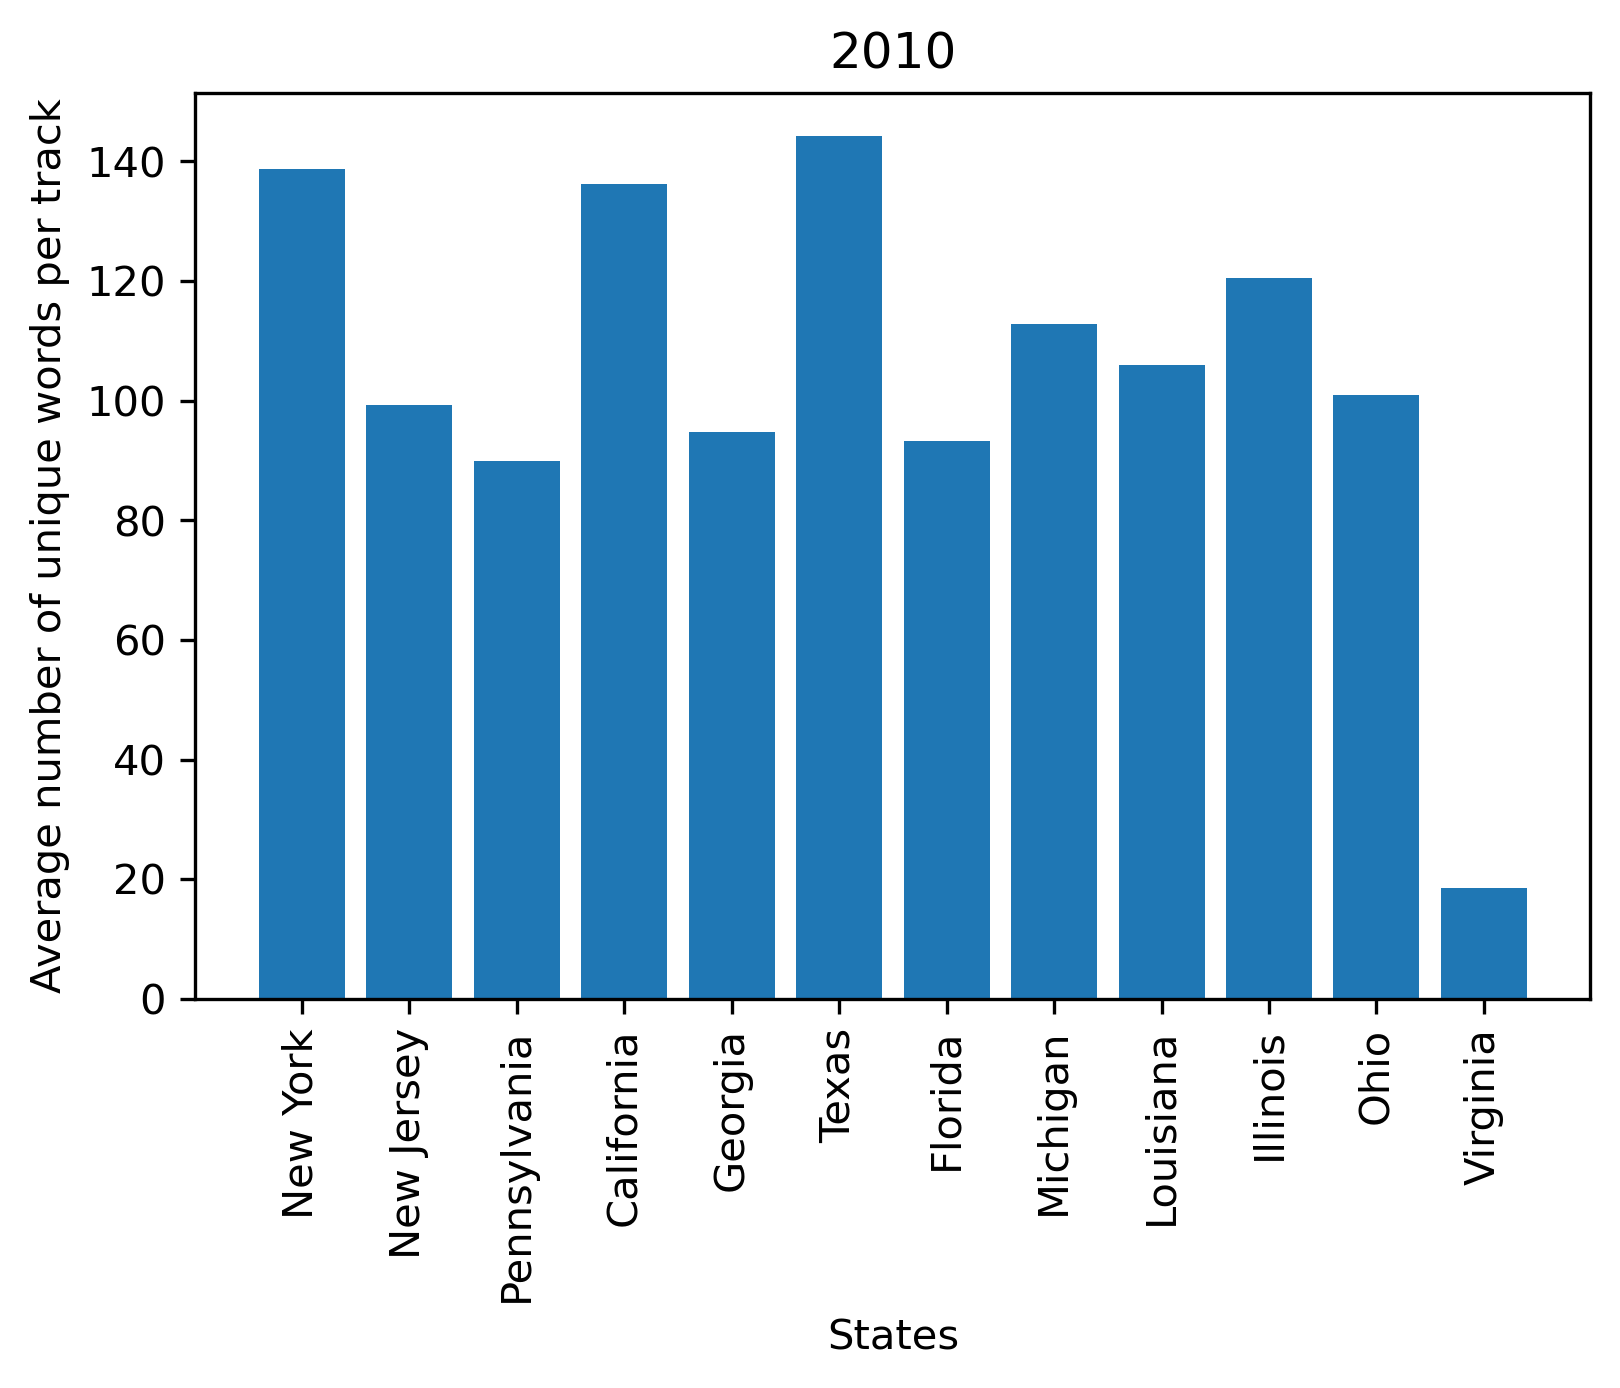 2010
Average number of unique words per track
140
120
100
80
60
40
20
0
New York
New Jersey
Pennsylvania
California
Georgia
Texas
Florida
Michigan
Louisiana
Illinois
Ohio
Virginia
States